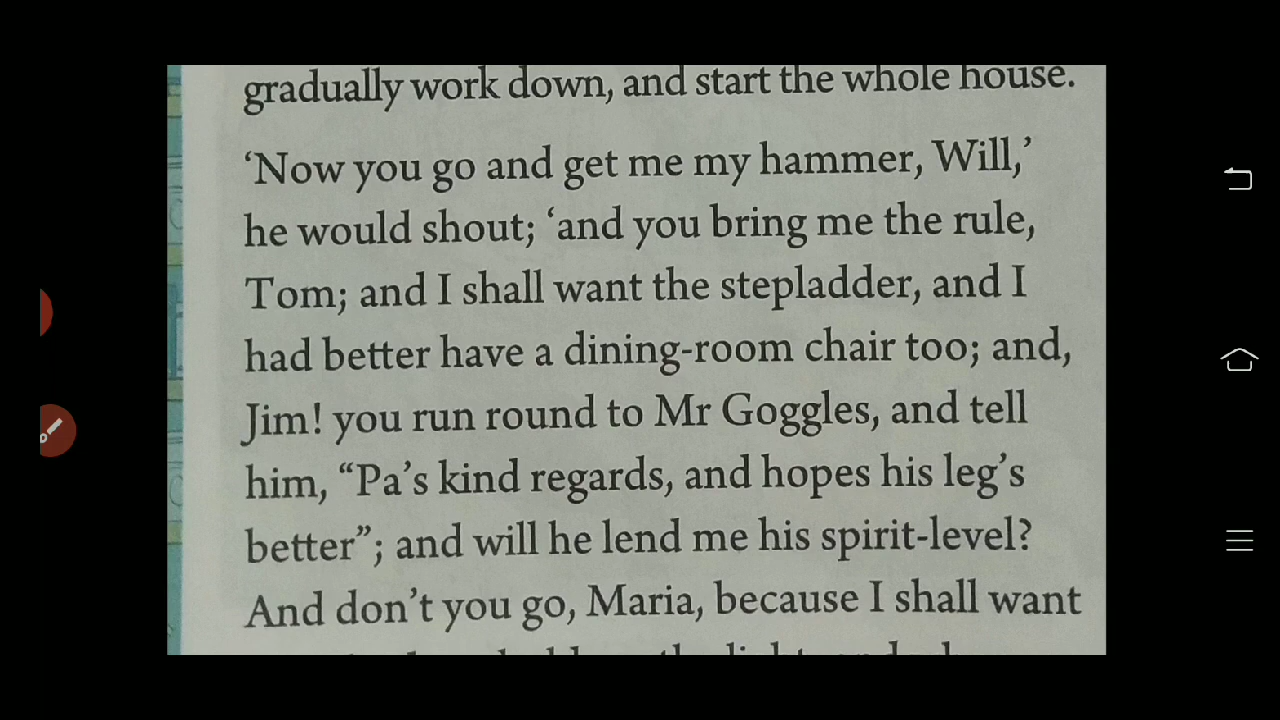 gradually work down, and start the whole house.
‘Now you go and get me my hammer, Will,’
he would shout; ‘and you bring me the rule,
Tom; and I shall want the stepladder, and I
had better have a dining-room chair too; and,
Jim! you run round to Mr Goggles, and tell
him, “Pa’s kind regards, and hopes his leg’s
better”; and will he lend me his spirit-level?
And don’t you go, Maria, because I shall want